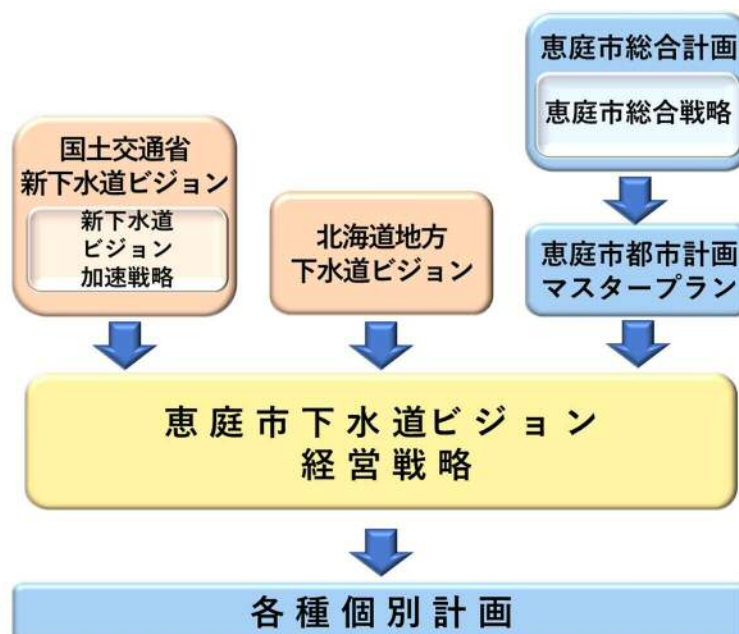 恵庭市総合計画
恵庭市総合戦略
国土交通省
新下水道ビジョン
新下水道
ビジョン
加速戦略
北海道地方
下水道ビジョン
恵庭市都市計画
マスタープラン
恵庭市下水道ビジョン
経営戦略
各種個別計画